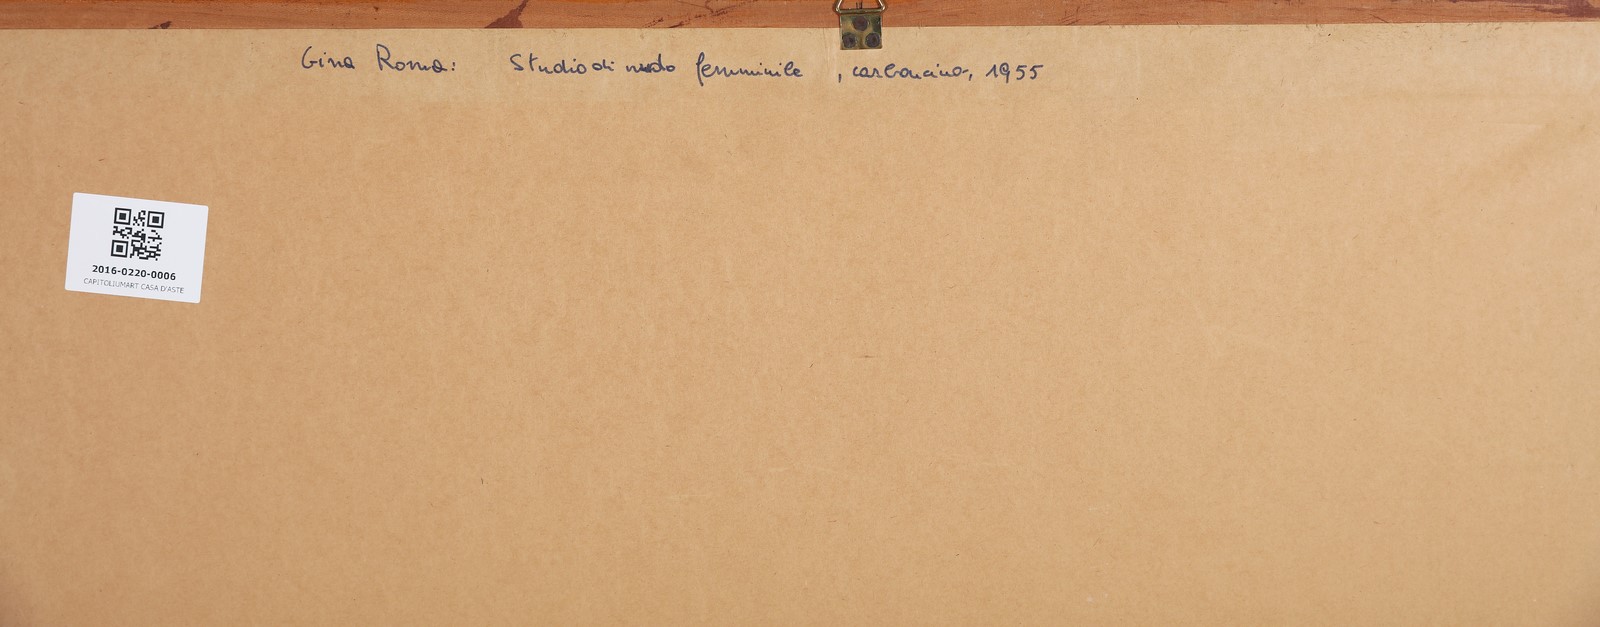 Gina Roma: Studio di nudo femminile, carboncino, 1955
2016-0220-0006
CAPITOLIUMART CASA D'ASTE